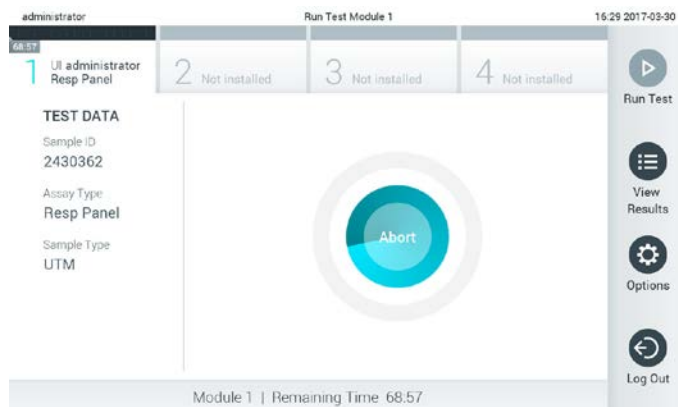 administrator
Run Test Module 1
16:29 2017-03-30
68:57
1 UI administrator
Resp Panel
2 Not installed
3 Not installed
4 Not installed
Run Test
TEST DATA
Sample ID
2430362
Assay Type
Resp Panel
Sample Type
UTM
Abort
View
Results
Options
Log Out
Module 1 | Remaining Time 68:57